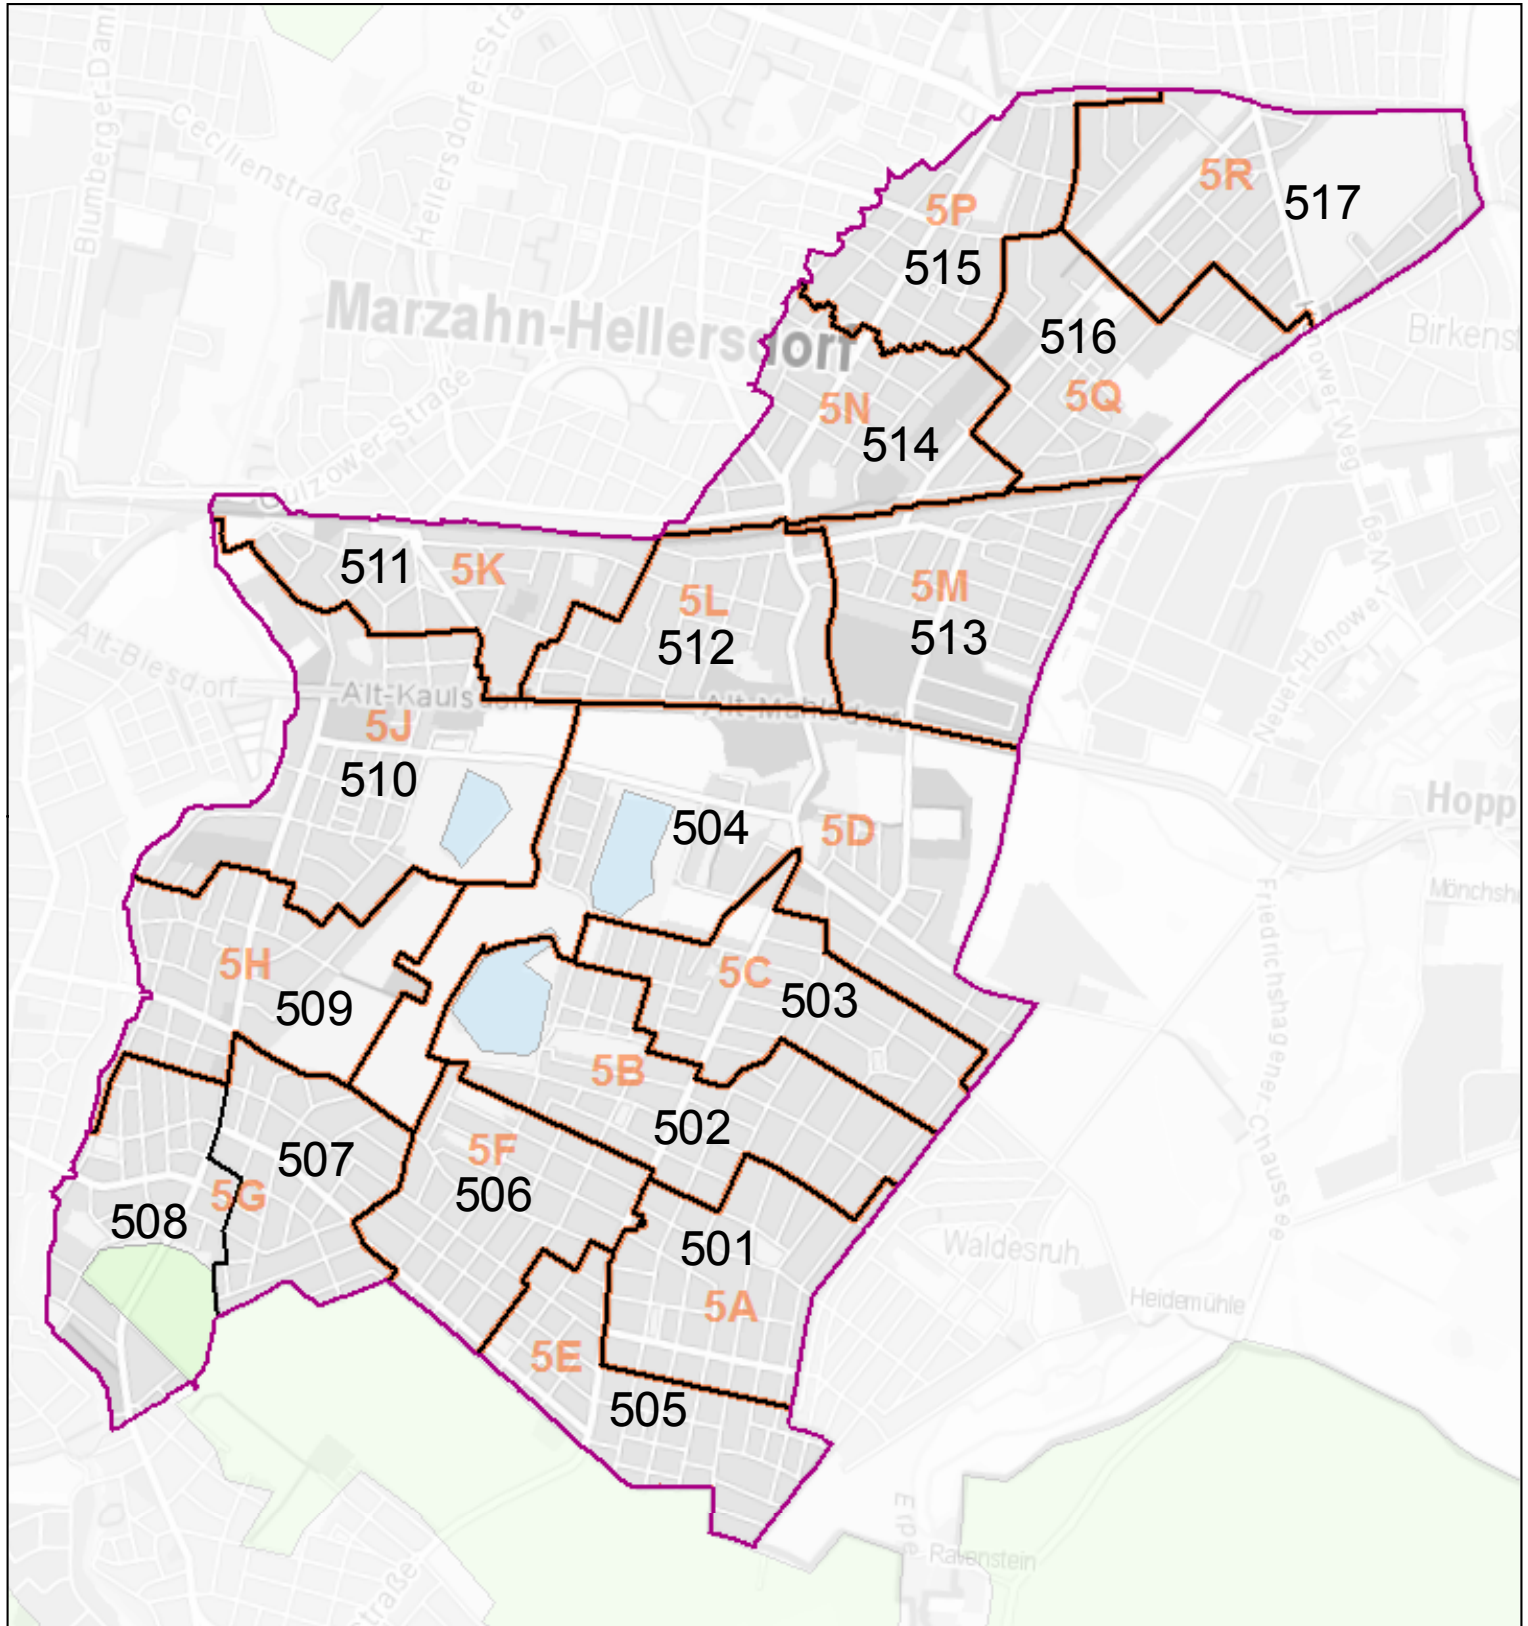 Blumberger-Damm
Cecilienstraße
Hellersdorfer-Stra
5R
517
5P
515
Marzahn-Hellersdorf
516
Birkenst
5Q
5N
514
Hönower-Weg
511
5K
5L
512
5M
513
Neuer-Hönower-Weg
Alt-Biesdorf
Alt-Kaulsdorf
Alt-Mahlsdorf
5J
510
504
5D
Hopp
Mönchshe
Friedrichshagener-Chaussee
5H
509
5C
503
5B
502
507
5F
506
5G
508
501
5A
Waldesruh
Heidemühle
5E
505
Erpe
Ravenstein
straße